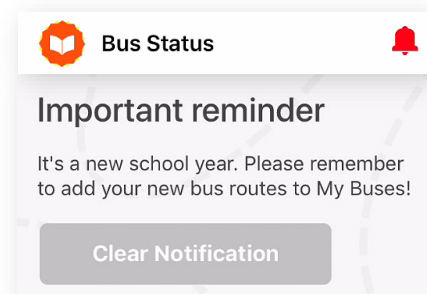 Bus Status
Important reminder
It's a new school year. Please remember
to add your new bus routes to My Buses!
Clear Notification